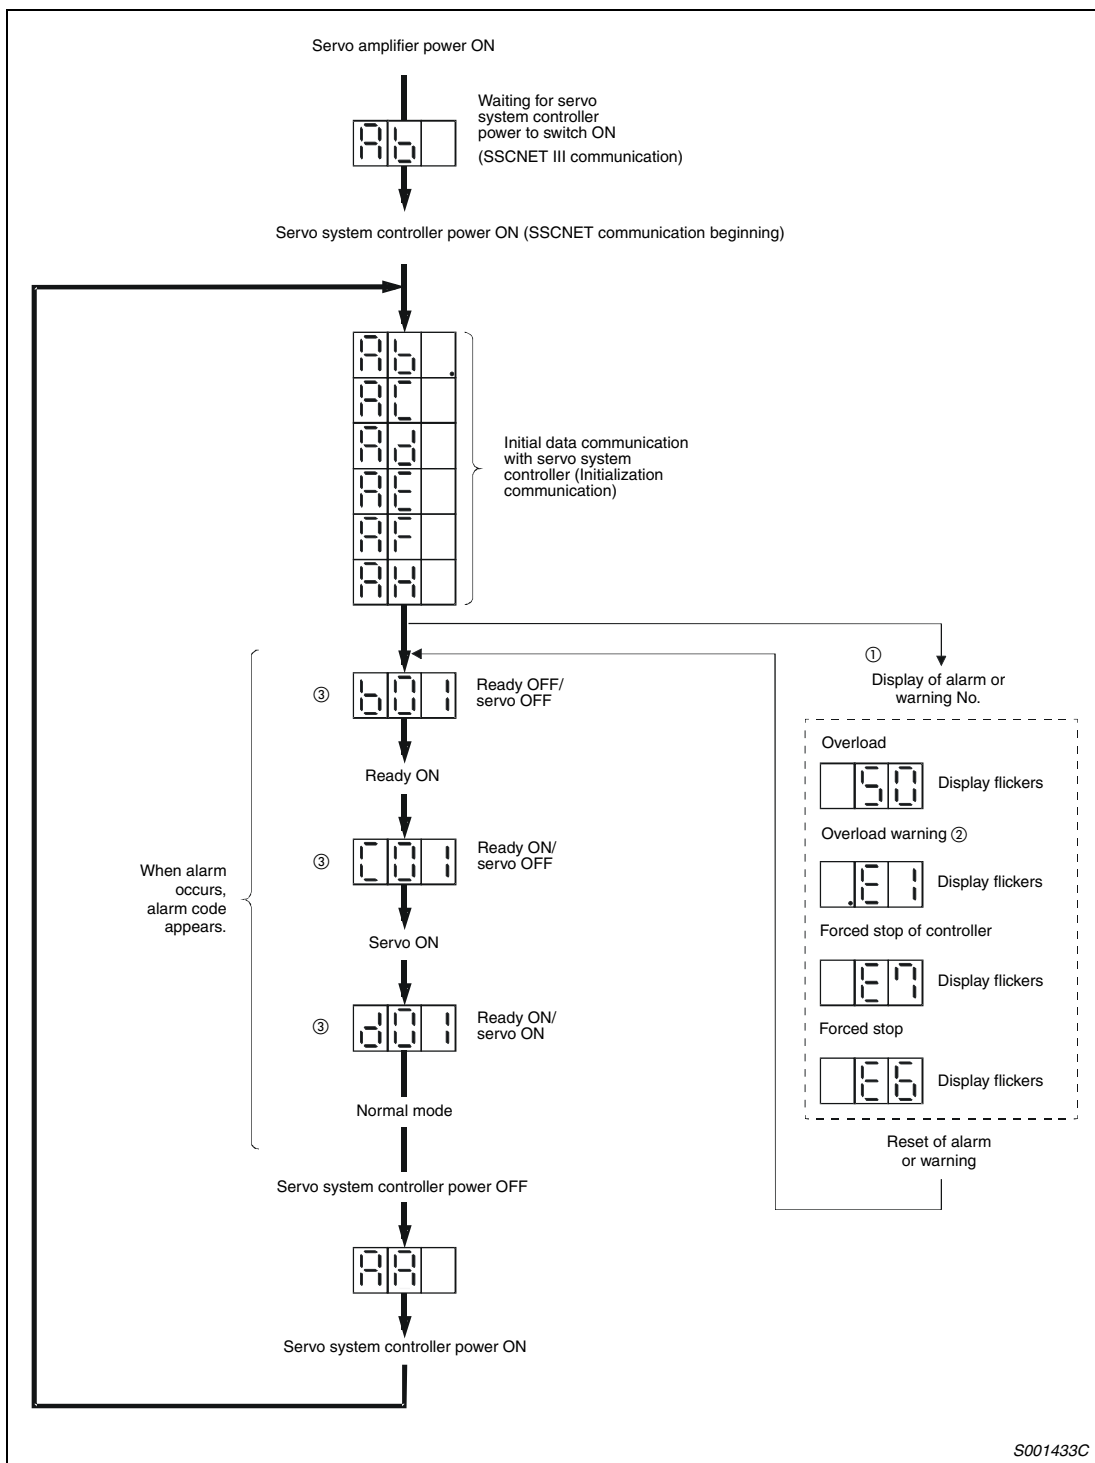 Servo amplifier power ON
Ab
Waiting for servo
system controller
power to switch ON
(SSCNET III communication)
Servo system controller power ON (SSCNET communication beginning)
Ab.
AC
Ad
AE
AF
AH
Initial data communication
with servo system
controller (Initialization
communication)
When alarm
occurs,
alarm code
appears.
③
b01
Ready OFF/
servo OFF
Ready ON
③
C01
Ready ON/
servo OFF
Servo ON
③
d01
Ready ON/
servo ON
Normal mode
①
Display of alarm or
warning No.
Overload
50
Display flickers
Overload warning ②
.E1
Display flickers
Forced stop of controller
E7
Display flickers
Forced stop
E6
Display flickers
Reset of alarm
or warning
Servo system controller power OFF
AA
Servo system controller power ON
S001433C